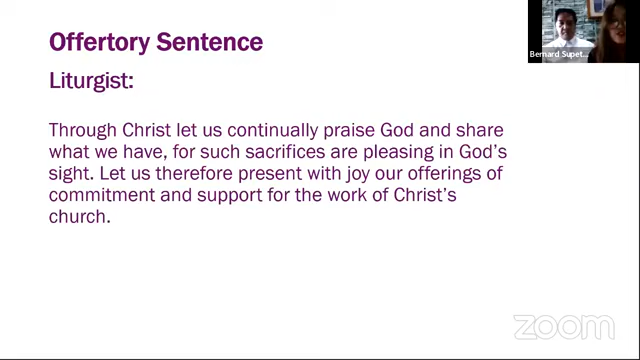 Offertory Sentence
Liturgist:
Through Christ let us continually praise God and share
what we have, for such sacrifices are pleasing in God's
sight. Let us therefore present with joy our offerings of
commitment and support for the work of Christ's
church.
Bernard Supet...
zoom